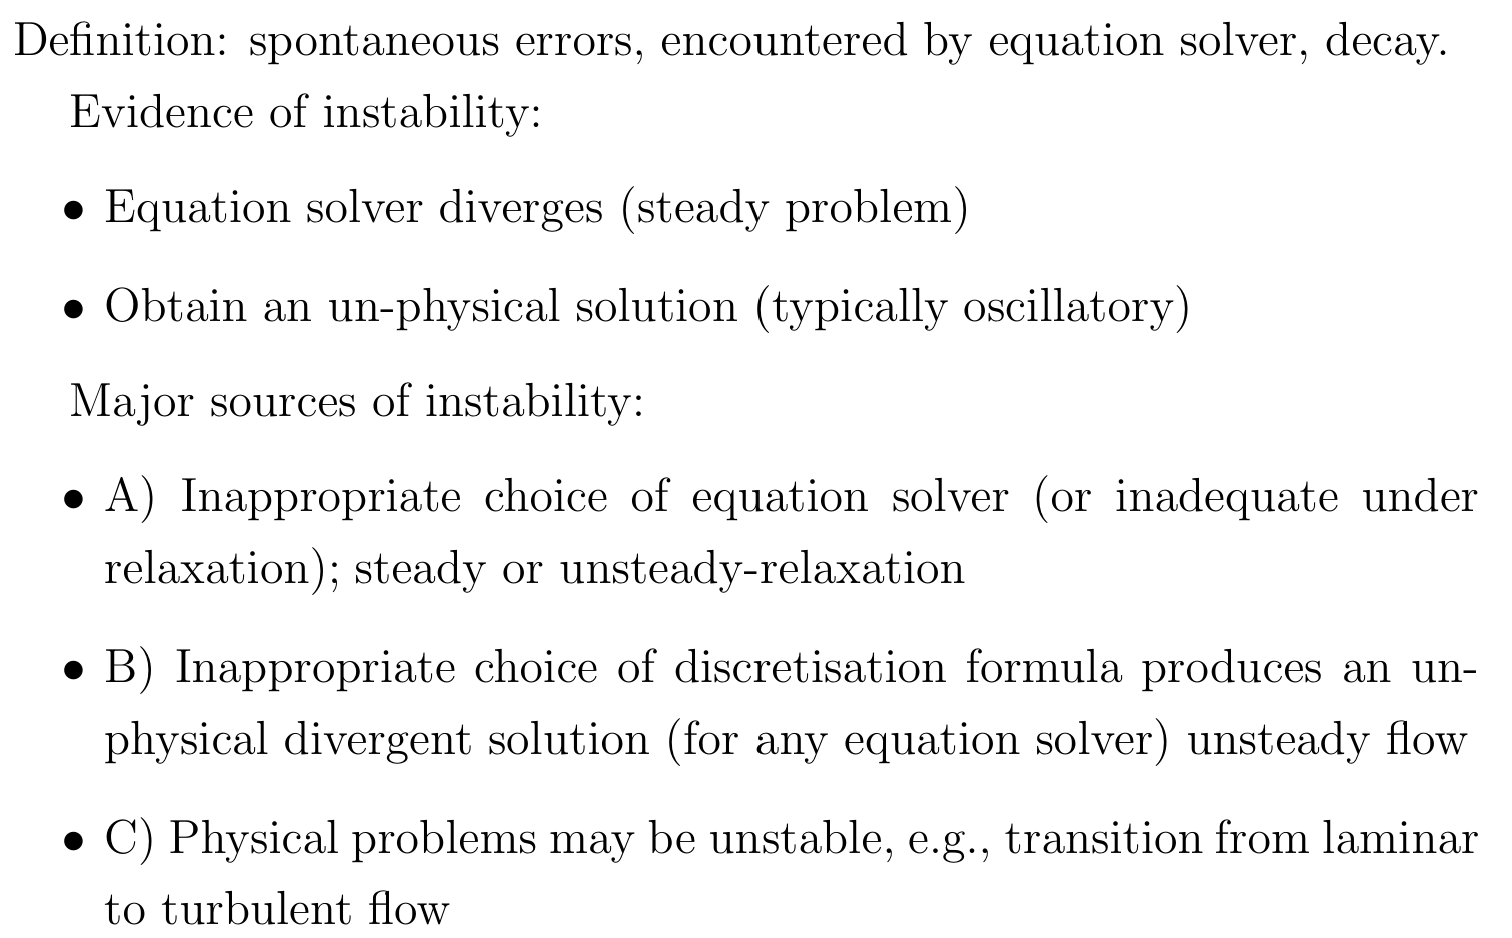 Definition: spontaneous errors, encountered by equation solver, decay.
Evidence of instability:
• Equation solver diverges (steady problem)
• Obtain an un-physical solution (typically oscillatory)
Major sources of instability:
• A) Inappropriate choice of equation solver (or inadequate under
relaxation); steady or unsteady-relaxation
• B) Inappropriate choice of discretisation formula produces an un-
physical divergent solution (for any equation solver) unsteady flow
• C) Physical problems may be unstable, e.g., transition from laminar
to turbulent flow